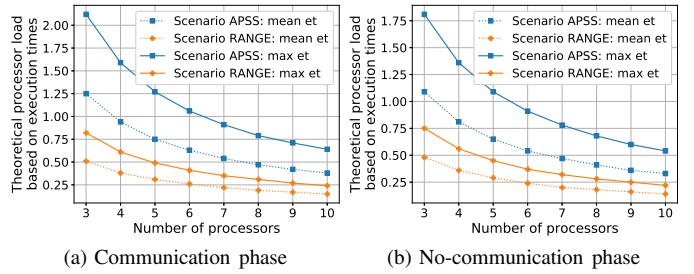 Theoretical processor load
based on execution times
2.00
1.75
1.50
1.25
1.00
0.75
0.50
0.25
Scenario APSS: mean et
Scenario RANGE: mean et
Scenario APSS: max et
Scenario RANGE: max et
3 4 5 6 7 8 9 10
Number of processors
(a) Communication phase
Theoretical processor load
based on execution times
1.75
1.50
1.25
1.00
0.75
0.50
0.25
Scenario APSS: mean et
Scenario RANGE: mean et
Scenario APSS: max et
Scenario RANGE: max et
3 4 5 6 7 8 9 10
Number of processors
(b) No-communication phase